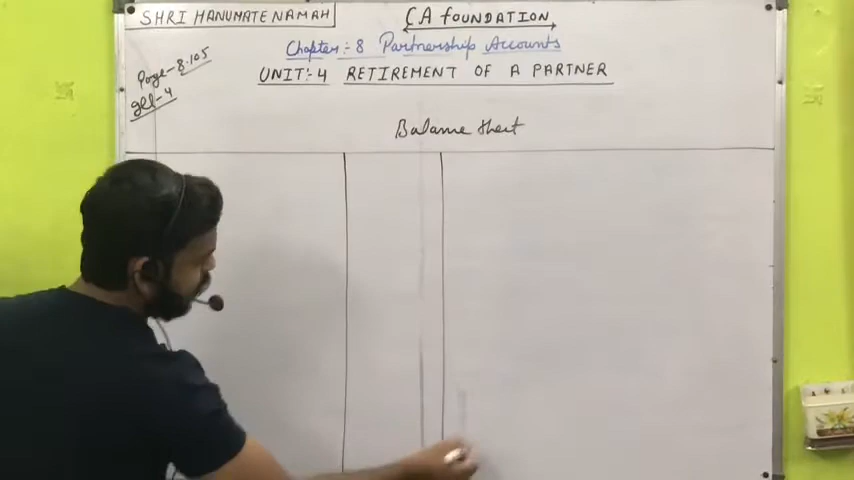 SHRI HANUMATE NAMAH
CA FOUNDATION
Chapter :- 8 Partnership Accounts
UNIT:- 4 RETIREMENT OF A PARTNER
Page - 8.105
Balance Sheet